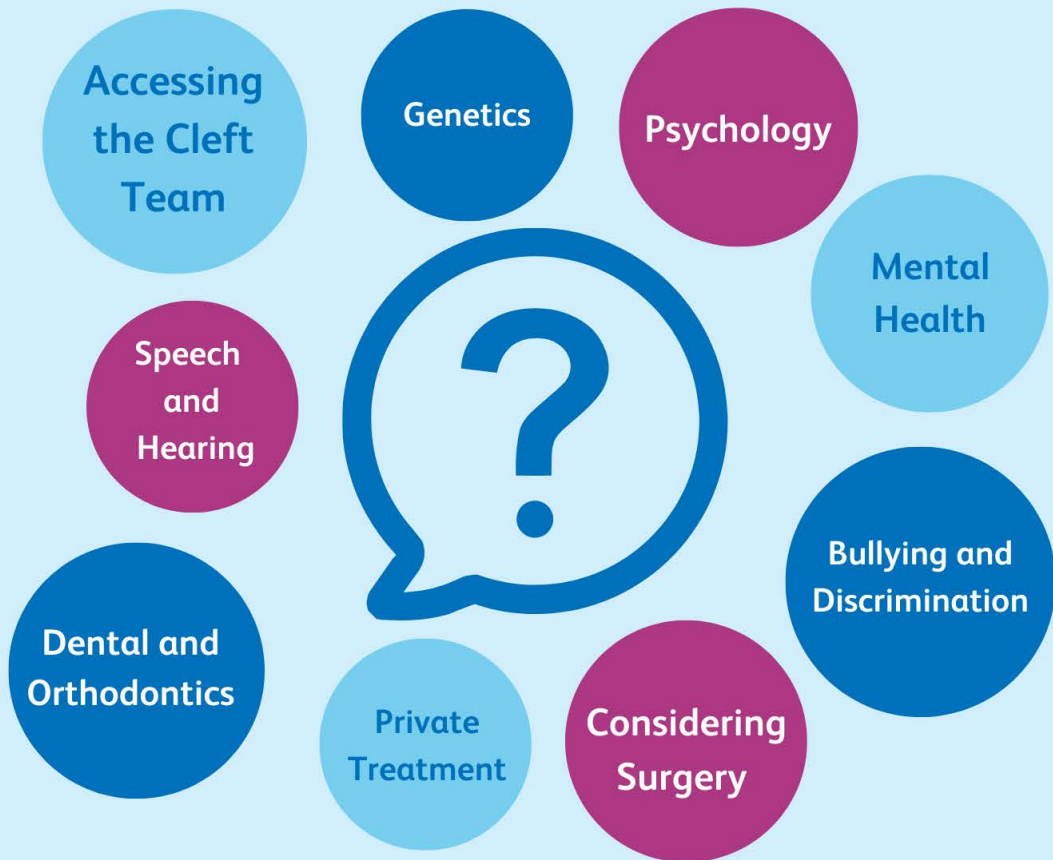 Accessing
the Cleft
Team
Genetics
Psychology
Mental
Health
Speech
and
Hearing
?
Bullying and
Discrimination
Dental and
Orthodontics
Private
Treatment
Considering
Surgery